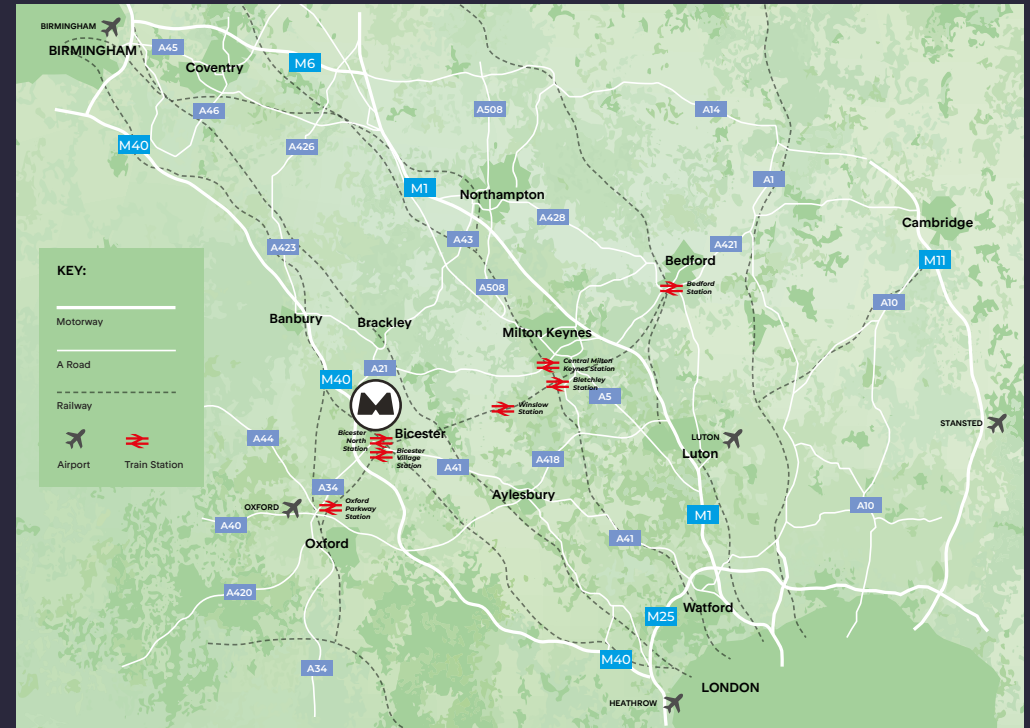 BIRMINGHAM
BIRMINGHAM
A45
Coventry
M6
A46
A508
A14
M40
A426
A1
M1
Northampton
A428
Cambridge
A423
A43
A421
Bedford
M11
KEY:
Motorway
A Road
Railway
Airport
Train Station
A508
Bedford
Station
A10
Banbury
Brackley
Milton Keynes
Central Milton
Keynes Station
M40
A21
Bletchley
Station
A5
Winslow
Station
STANSTED
A44
Bicester
North
Station
Bicester
Bicester
Village
Station
LUTON
Luton
A41
A418
A34
Aylesbury
OXFORD
Oxford
Parkway
Station
A10
M1
A40
Oxford
A41
A420
Watford
M25
M40
A34
LONDON
HEATHROW